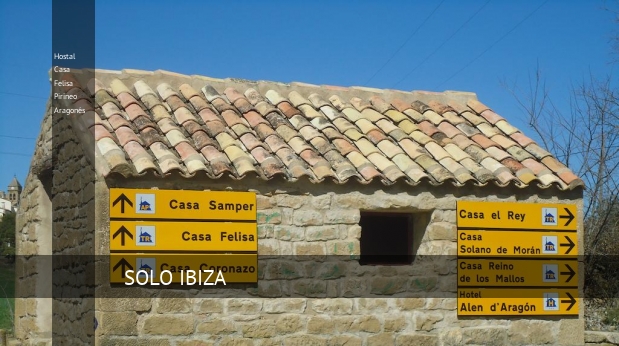 Hostal
Casa
Felisa
Pirineo
Aragonés
Casa Samper
Casa Felisa
SOLO IBIZA
Casa el Rey
Casa
Solano de Morán
Casa Reino
de los Mallos
Hotel
Alen d'Aragón